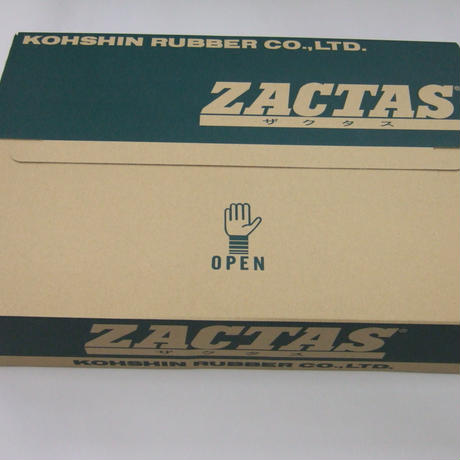 KOHSHIN RUBBER CO.,LTD.
ZACTAS®
ザクタス
OPEN
ZACTAS®
ザクタス
KOHSHIN RUBBER CO.,LTD.